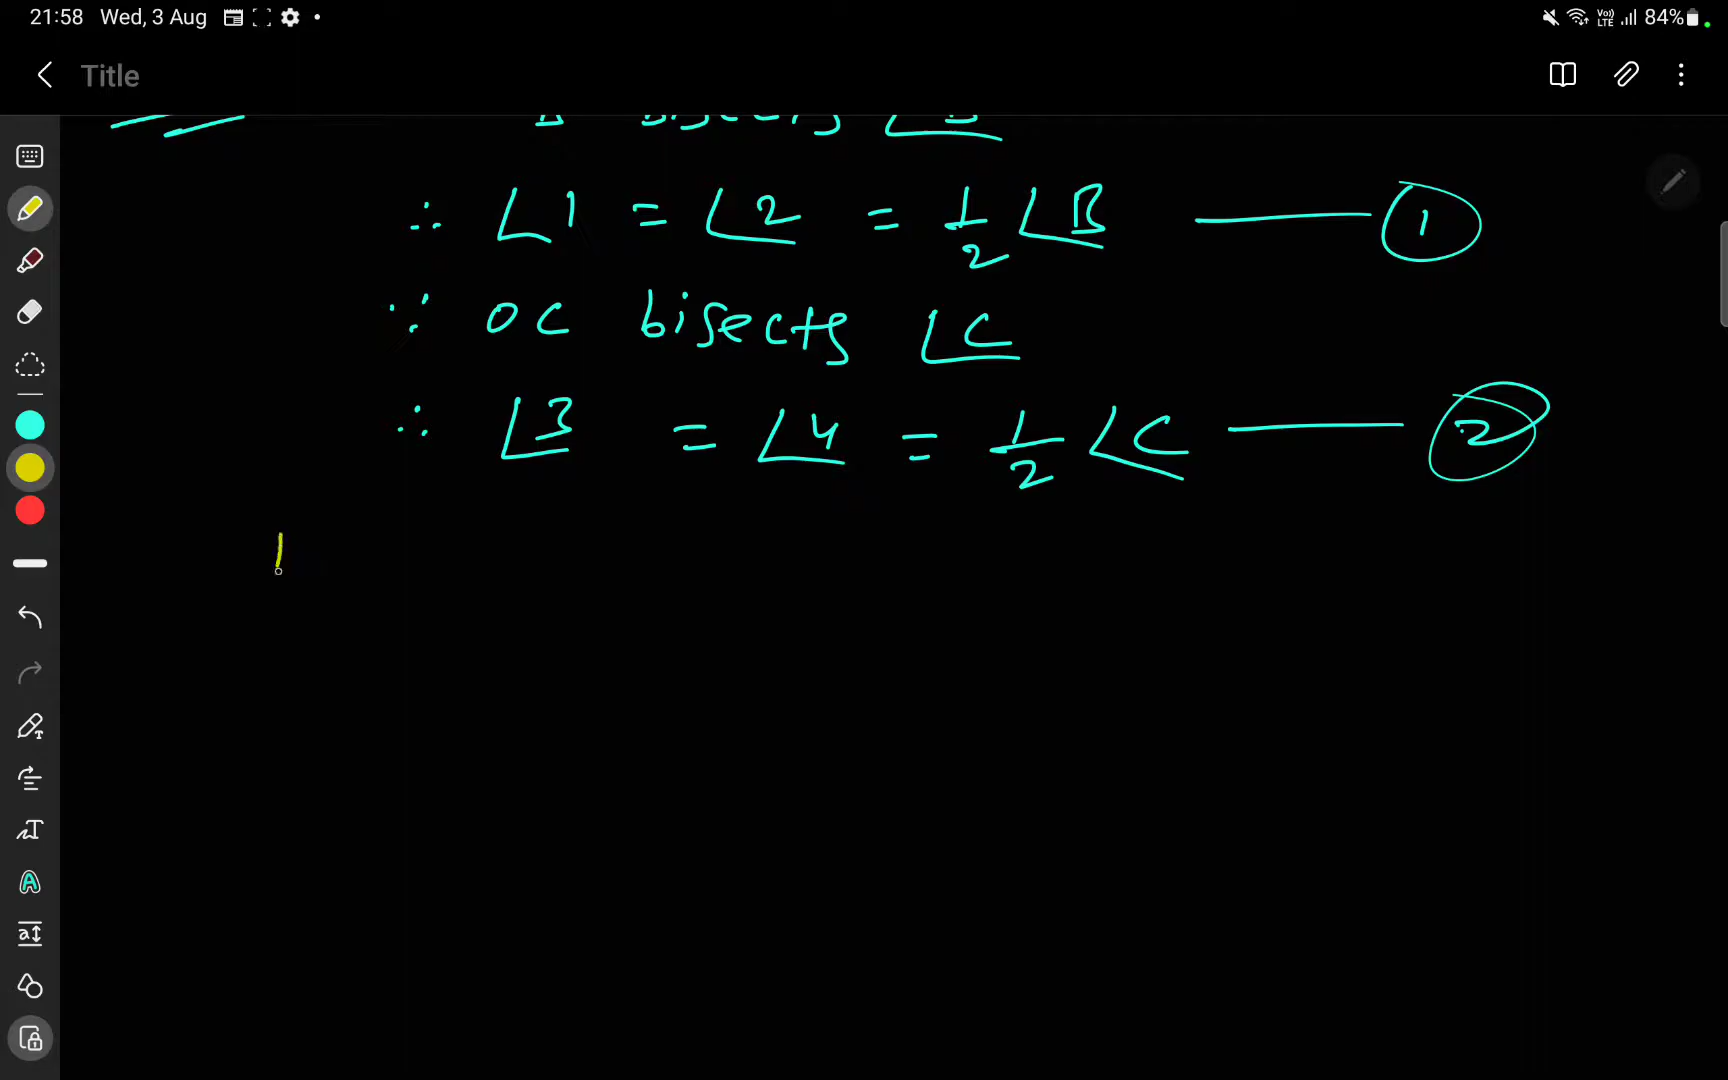 21:58 Wed, 3 Aug 84%
Title
bisects ∠B
∴ ∠1 = ∠2 = 1/2 ∠B ——— ①
∵ OC bisects ∠C
∴ ∠3 = ∠4 = 1/2 ∠C ——— ②